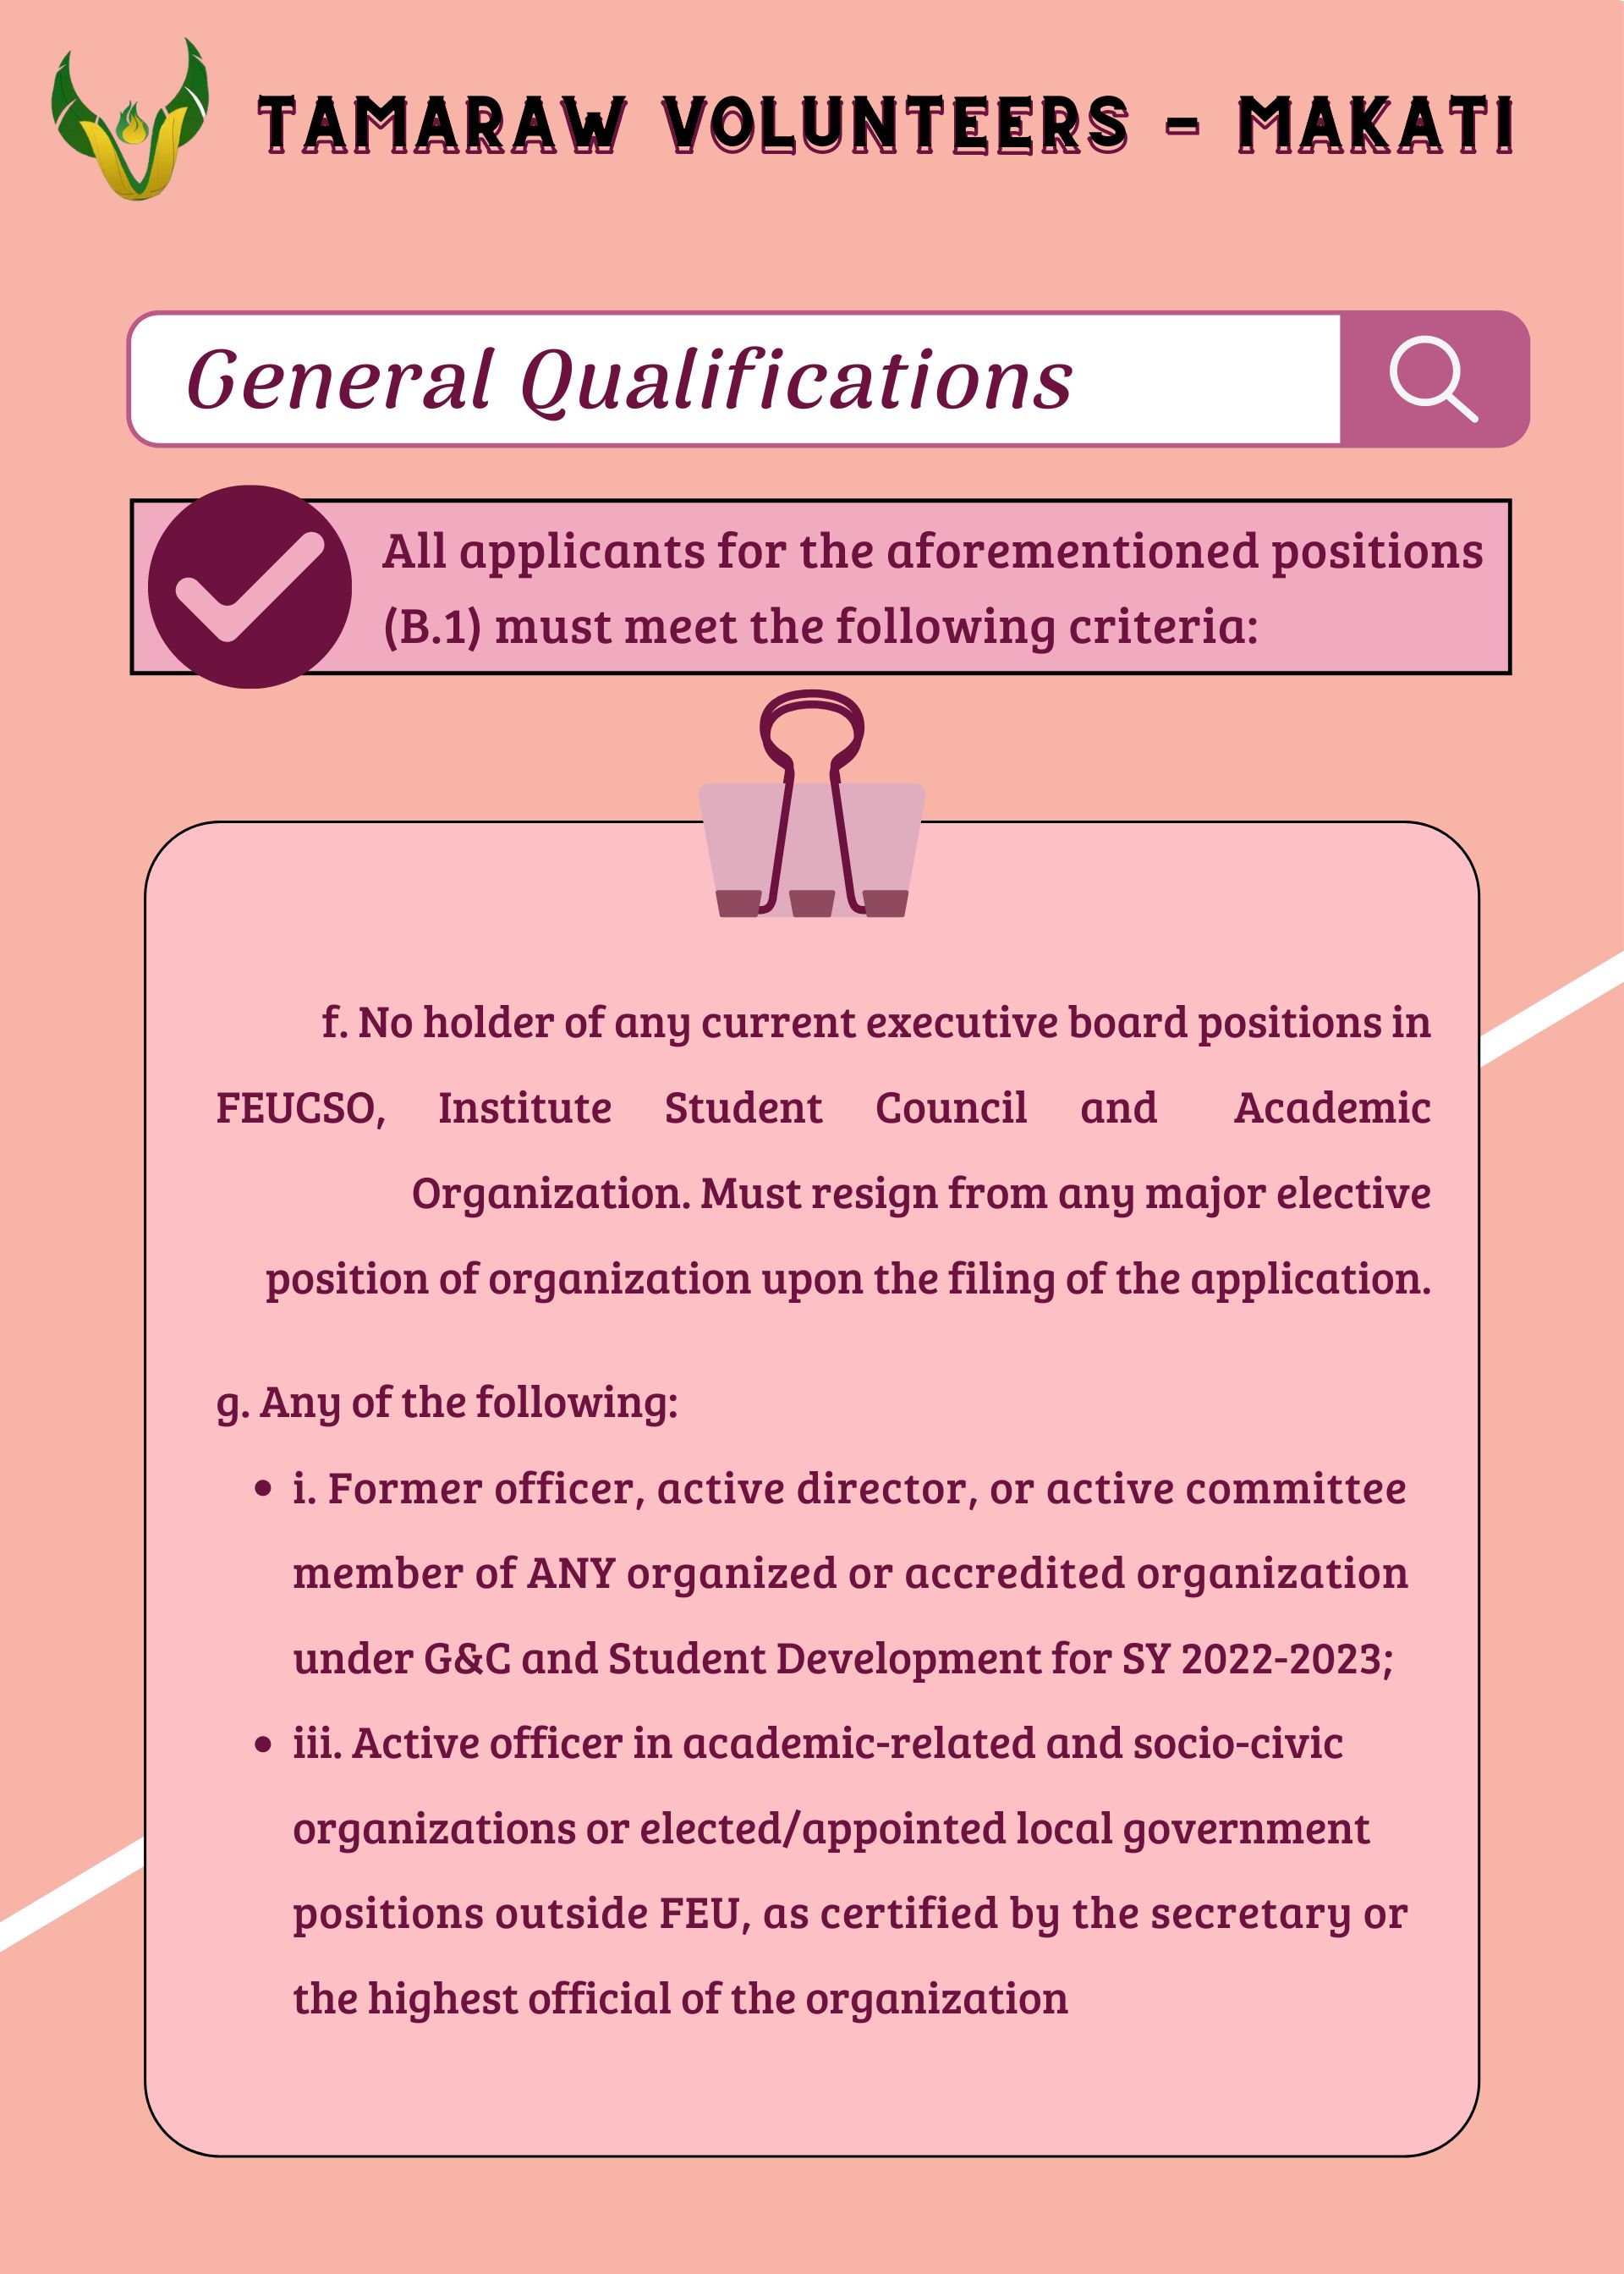 TAMARAW VOLUNTEERS - MAKATI
General Qualifications
All applicants for the aforementioned positions
(B.1) must meet the following criteria:
f. No holder of any current executive board positions in
FEUCSO, Institute Student Council and Academic
Organization. Must resign from any major elective
position of organization upon the filing of the application.
g. Any of the following:
• i. Former officer, active director, or active committee
member of ANY organized or accredited organization
under G&C and Student Development for SY 2022-2023;
• iii. Active officer in academic-related and socio-civic
organizations or elected/appointed local government
positions outside FEU, as certified by the secretary or
the highest official of the organization